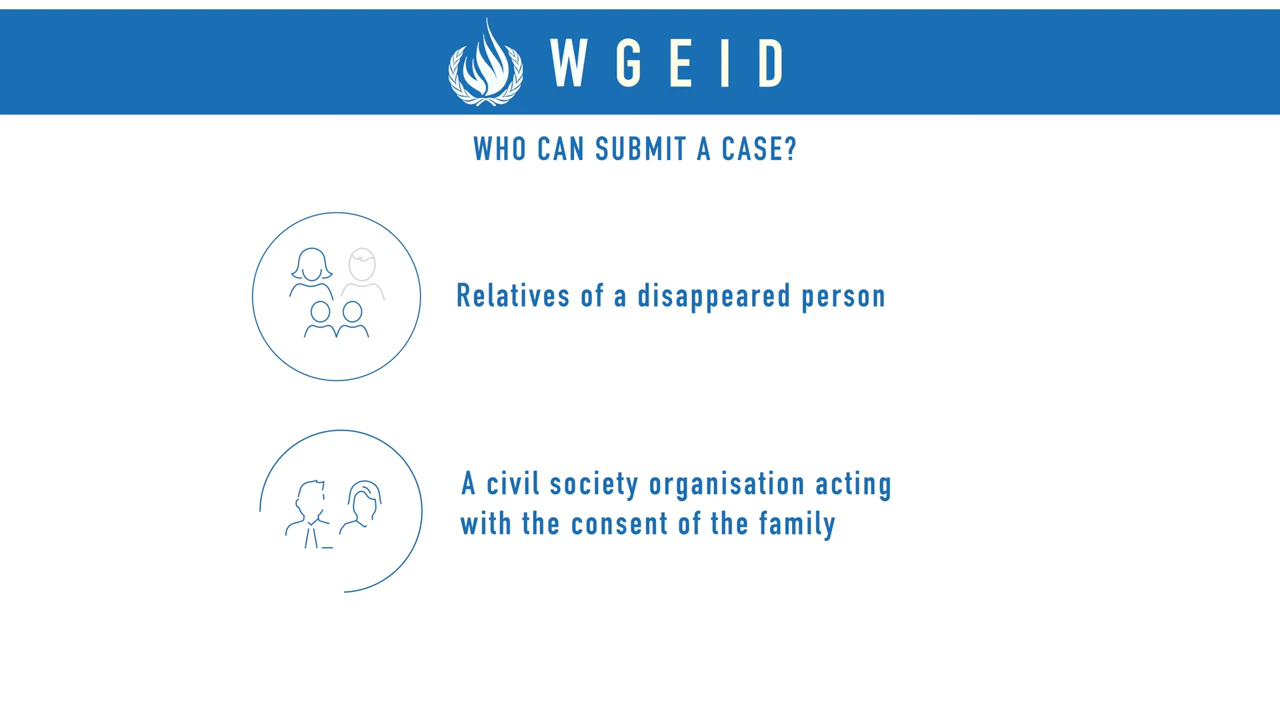 WGEID
WHO CAN SUBMIT A CASE?
Relatives of a disappeared person
A civil society organisation acting
with the consent of the family